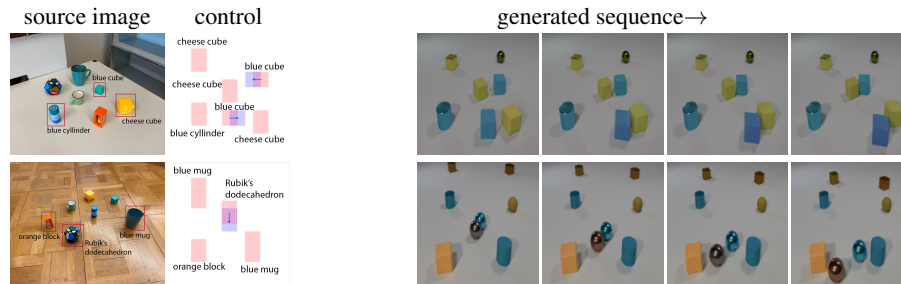 source image
control
generated sequence→
blue cube
blue cyllinder
cheese cube
cheese cube
blue cube
cheese cube
blue cube
blue cyllinder
cheese cube
orange block
Rubik's
dodecahedron
blue mug
blue mug
Rubik's
dodecahedron
orange block
blue mug